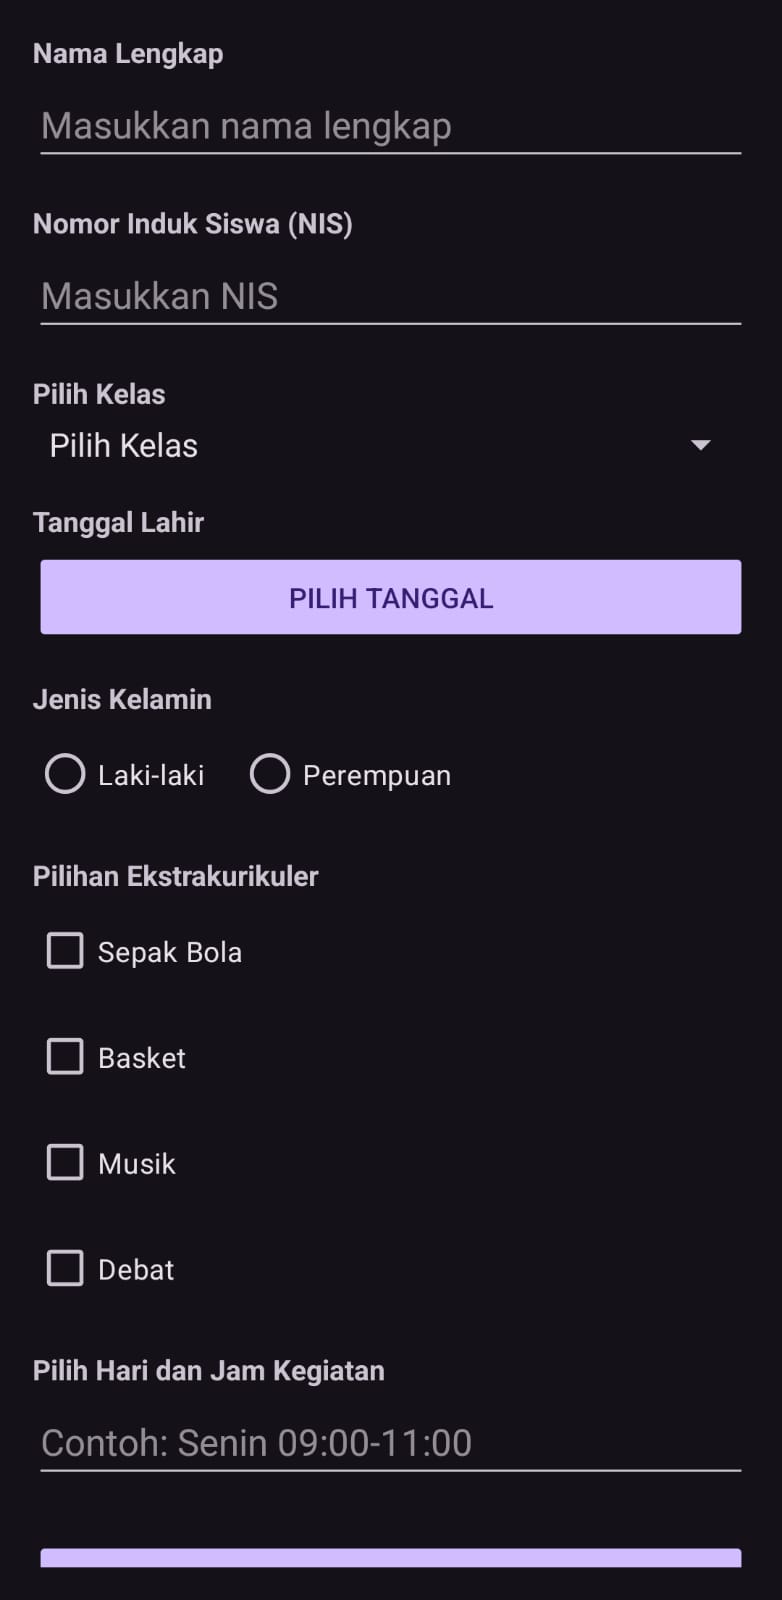 Nama Lengkap
Masukkan nama lengkap
Nomor Induk Siswa (NIS)
Masukkan NIS
Pilih Kelas
Pilih Kelas
Tanggal Lahir
PILIH TANGGAL
Jenis Kelamin
Laki-laki Perempuan
Pilihan Ekstrakurikuler
Sepak Bola
Basket
Musik
Debat
Pilih Hari dan Jam Kegiatan
Contoh: Senin 09:00-11:00